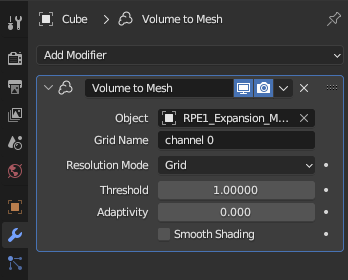 Cube > Volume to Mesh
Add Modifier
Volume to Mesh
Object RPE1_Expansion_M...
Grid Name channel 0
Resolution Mode Grid
Threshold 1.00000
Adaptivity 0.000
Smooth Shading